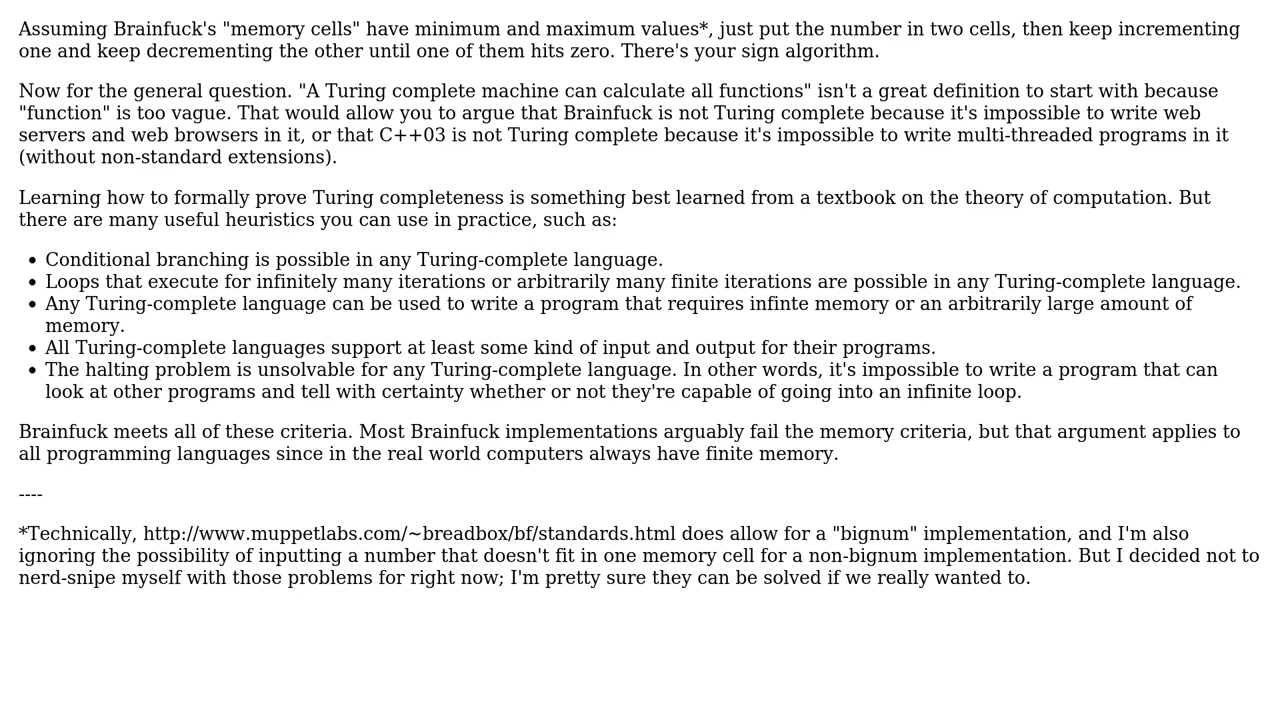 Assuming Brainfuck's "memory cells" have minimum and maximum values*, just put the number in two cells, then keep incrementing
one and keep decrementing the other until one of them hits zero. There's your sign algorithm.
Now for the general question. "A Turing complete machine can calculate all functions" isn't a great definition to start with because
"function" is too vague. That would allow you to argue that Brainfuck is not Turing complete because it's impossible to write web
servers and web browsers in it, or that C++03 is not Turing complete because it's impossible to write multi-threaded programs in it
(without non-standard extensions).
Learning how to formally prove Turing completeness is something best learned from a textbook on the theory of computation. But
there are many useful heuristics you can use in practice, such as:
• Conditional branching is possible in any Turing-complete language.
• Loops that execute for infinitely many iterations or arbitrarily many finite iterations are possible in any Turing-complete language.
• Any Turing-complete language can be used to write a program that requires infinte memory or an arbitrarily large amount of
memory.
• All Turing-complete languages support at least some kind of input and output for their programs.
• The halting problem is unsolvable for any Turing-complete language. In other words, it's impossible to write a program that can
look at other programs and tell with certainty whether or not they're capable of going into an infinite loop.
Brainfuck meets all of these criteria. Most Brainfuck implementations arguably fail the memory criteria, but that argument applies to
all programming languages since in the real world computers always have finite memory.
----
*Technically, http://www.muppetlabs.com/~breadbox/bf/standards.html does allow for a "bignum" implementation, and I'm also
ignoring the possibility of inputting a number that doesn't fit in one memory cell for a non-bignum implementation. But I decided not to
nerd-snipe myself with those problems for right now; I'm pretty sure they can be solved if we really wanted to.